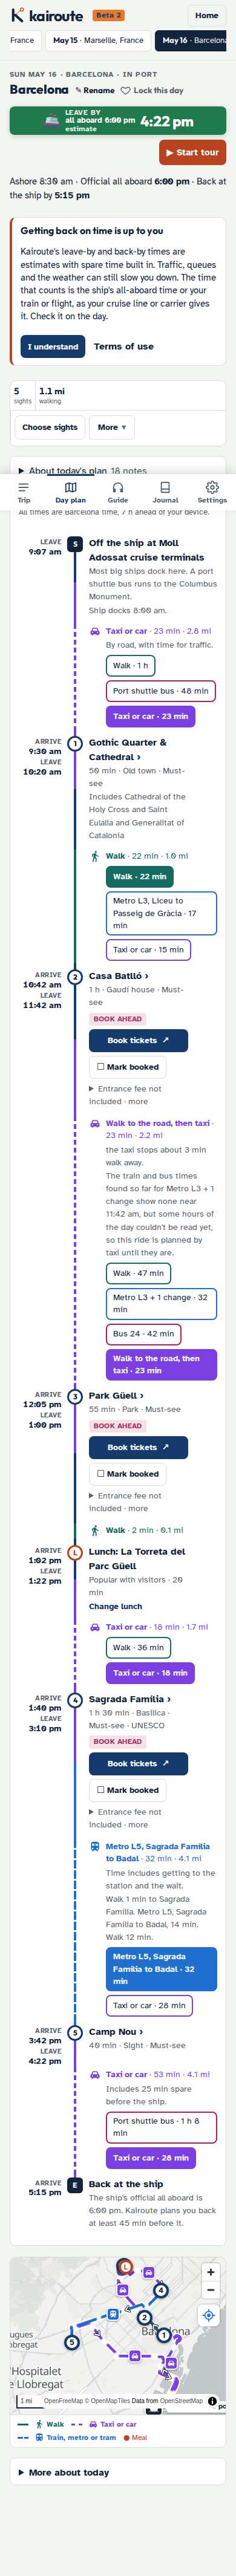 kairoute
Beta 2
Home
France
May 15 · Marseille, France
May 16 · Barcelona
SUN MAY 16 · BARCELONA · IN PORT
Barcelona
✎ Rename
Lock this day
LEAVE BY
all aboard 6:00 pm
estimate
4:22 pm
▶ Start tour
Ashore 8:30 am · Official all aboard 6:00 pm · Back at
the ship by 5:15 pm
Getting back on time is up to you
Kairoute's leave-by and back-by times are
estimates with spare time built in. Traffic, queues
and the weather can still slow you down. The time
that counts is the ship's all-aboard time or your
train or flight, as your cruise line or carrier gives
it. Check it on the day.
I understand
Terms of use
5
sights
1.1 mi
walking
Choose sights
More ▾
▶ About today's plan 18 notes
Trip
Day plan
Guide
Journal
Settings
All times are Barcelona time, 7 h ahead of your device.
LEAVE
9:07 am
S
Off the ship at Moll
Adossat cruise terminals
Most big ships dock here. A port
shuttle bus runs to the Columbus
Monument.
Ship docks 8:00 am.
Taxi or car · 23 min · 2.8 mi
By road, with time for traffic.
Walk · 1 h
Port shuttle bus · 48 min
Taxi or car · 23 min
ARRIVE
9:30 am
LEAVE
10:20 am
1
Gothic Quarter &
Cathedral ›
50 min · Old town · Must-
see
Includes Cathedral of the
Holy Cross and Saint
Eulalia and Generalitat of
Catalonia
Walk · 22 min · 1.0 mi
Walk · 22 min
Metro L3, Liceu to
Passeig de Gràcia · 17
min
Taxi or car · 15 min
ARRIVE
10:42 am
LEAVE
11:42 am
2
Casa Batlló ›
1 h · Gaudí house · Must-
see
BOOK AHEAD
Book tickets ↗
☐ Mark booked
▶ Entrance fee not
included · more
Walk to the road, then taxi ·
23 min · 2.2 mi
the taxi stops about 3 min
walk away.
The train and bus times
found so far for Metro L3 + 1
change show none near
11:42 am, but some hours of
the day couldn't be read yet,
so this ride is planned by
taxi until they are.
Walk · 47 min
Metro L3 + 1 change · 32
min
Bus 24 · 42 min
Walk to the road, then
taxi · 23 min
ARRIVE
12:05 pm
LEAVE
1:00 pm
3
Park Güell ›
55 min · Park · Must-see
BOOK AHEAD
Book tickets ↗
☐ Mark booked
▶ Entrance fee not
included · more
Walk · 2 min · 0.1 mi
ARRIVE
1:02 pm
LEAVE
1:22 pm
L
Lunch: La Torreta del
Parc Güell
Popular with visitors · 20
min
Change lunch
Taxi or car · 18 min · 1.7 mi
Walk · 36 min
Taxi or car · 18 min
ARRIVE
1:40 pm
LEAVE
3:10 pm
4
Sagrada Família ›
1 h 30 min · Basilica ·
Must-see · UNESCO
BOOK AHEAD
Book tickets ↗
☐ Mark booked
▶ Entrance fee not
included · more
Metro L5, Sagrada Família
to Badal · 32 min · 4.1 mi
Time includes getting to the
station and the wait.
Walk 1 min to Sagrada
Família. Metro L5, Sagrada
Família to Badal, 14 min.
Walk 12 min.
Metro L5, Sagrada
Família to Badal · 32
min
Taxi or car · 28 min
ARRIVE
3:42 pm
LEAVE
4:22 pm
5
Camp Nou ›
40 min · Sight · Must-see
Taxi or car · 53 min · 4.1 mi
Includes 25 min spare
before the ship.
Port shuttle bus · 1 h 8
min
Taxi or car · 28 min
ARRIVE
5:15 pm
E
Back at the ship
The ship's official all aboard is
6:00 pm. Kairoute plans you back
at least 45 min before it.
L
4
2
1
5
Ba
ona
ugues
obregat
'Hospitalet
e Llobregat
+
−
1 mi
OpenFreeMap © OpenMapTiles Data from OpenStreetMap
Walk
Taxi or car
Train, metro or tram
Meal
▶ More about today